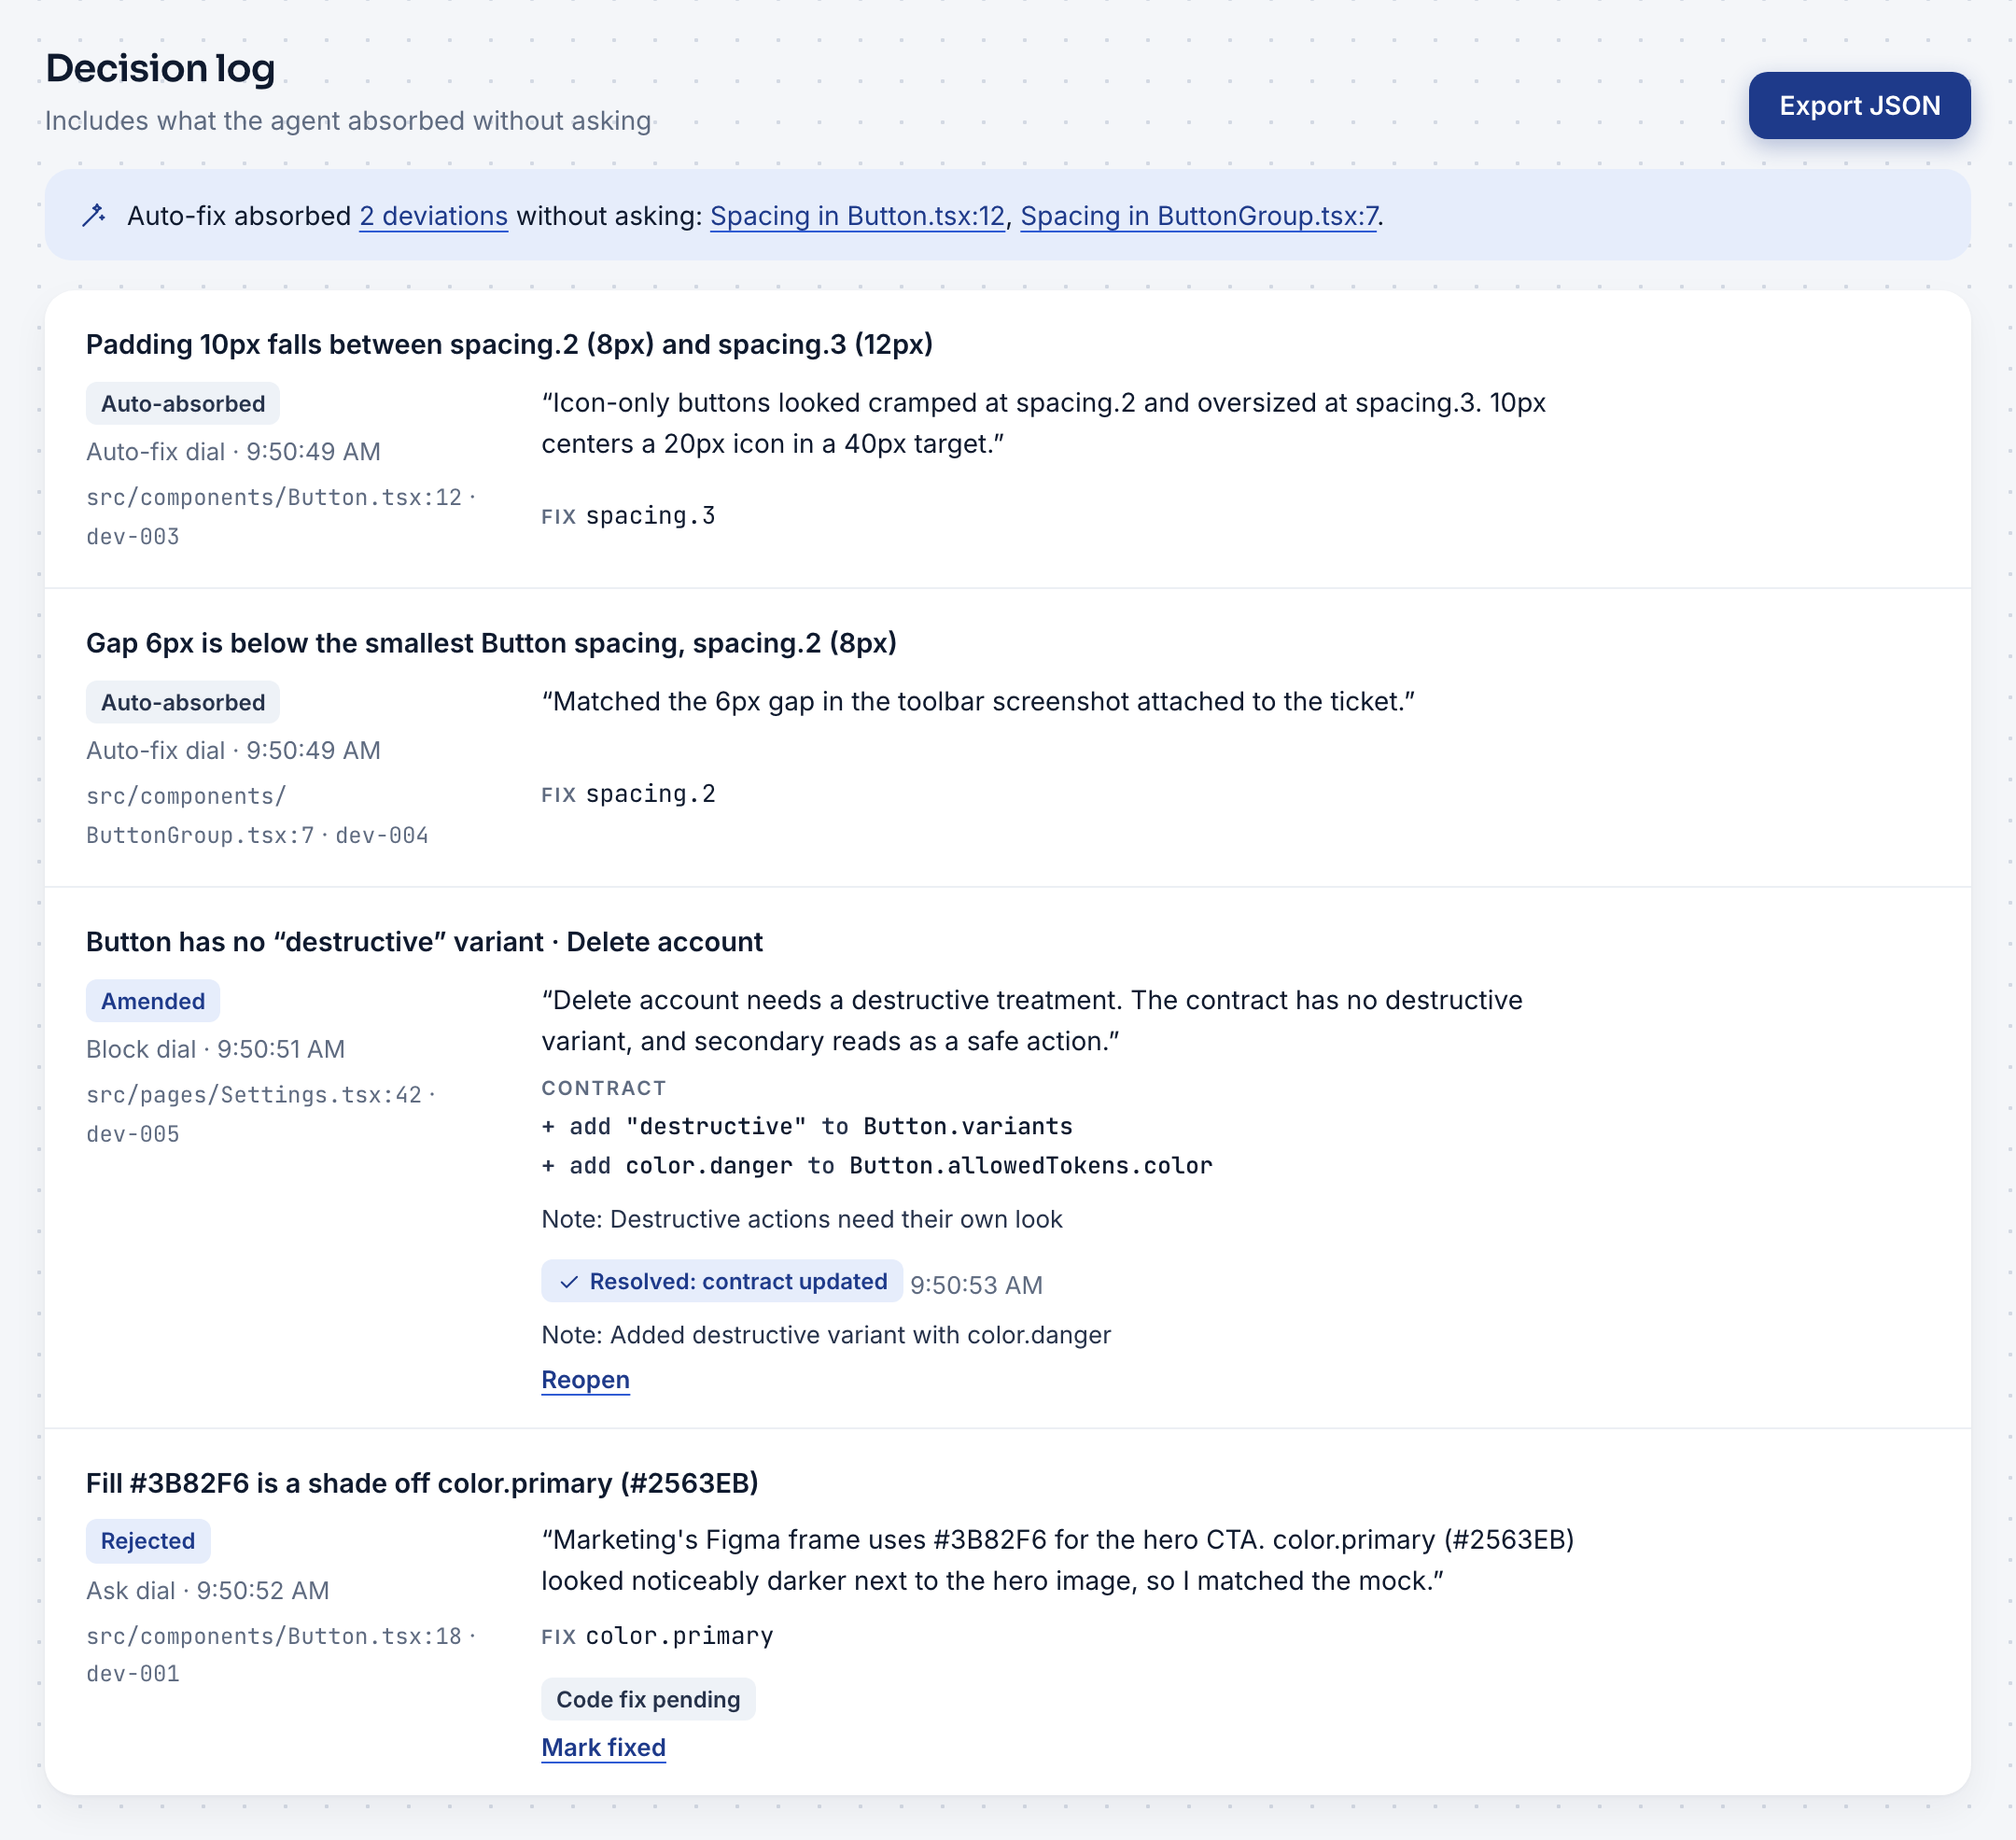 Decision log
Includes what the agent absorbed without asking
Export JSON
Auto-fix absorbed 2 deviations without asking: Spacing in Button.tsx:12, Spacing in ButtonGroup.tsx:7.
Padding 10px falls between spacing.2 (8px) and spacing.3 (12px)
Auto-absorbed
Auto-fix dial · 9:50:49 AM
src/components/Button.tsx:12 ·
dev-003
“Icon-only buttons looked cramped at spacing.2 and oversized at spacing.3. 10px
centers a 20px icon in a 40px target.”
FIX spacing.3
Gap 6px is below the smallest Button spacing, spacing.2 (8px)
Auto-absorbed
Auto-fix dial · 9:50:49 AM
src/components/
ButtonGroup.tsx:7 · dev-004
“Matched the 6px gap in the toolbar screenshot attached to the ticket.”
FIX spacing.2
Button has no “destructive” variant · Delete account
Amended
Block dial · 9:50:51 AM
src/pages/Settings.tsx:42 ·
dev-005
“Delete account needs a destructive treatment. The contract has no destructive
variant, and secondary reads as a safe action.”
CONTRACT
+ add "destructive" to Button.variants
+ add color.danger to Button.allowedTokens.color
Note: Destructive actions need their own look
Resolved: contract updated 9:50:53 AM
Note: Added destructive variant with color.danger
Reopen
Fill #3B82F6 is a shade off color.primary (#2563EB)
Rejected
Ask dial · 9:50:52 AM
src/components/Button.tsx:18 ·
dev-001
“Marketing's Figma frame uses #3B82F6 for the hero CTA. color.primary (#2563EB)
looked noticeably darker next to the hero image, so I matched the mock.”
FIX color.primary
Code fix pending
Mark fixed